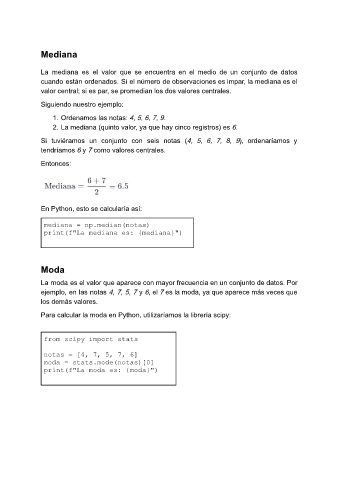 Mediana
La mediana es el valor que se encuentra en el medio de un conjunto de datos
cuando están ordenados. Si el número de observaciones es impar, la mediana es el
valor central; si es par, se promedian los dos valores centrales.
Siguiendo nuestro ejemplo:
1. Ordenamos las notas: 4, 5, 6, 7, 9.
2. La mediana (quinto valor, ya que hay cinco registros) es 6.
Si tuviéramos un conjunto con seis notas (4, 5, 6, 7, 8, 9), ordenaríamos y
tendríamos 6 y 7 como valores centrales.
Entonces:
Mediana = (6 + 7) / 2 = 6.5
En Python, esto se calcularía así:
mediana = np.median(notas)
print(f"La mediana es: {mediana}")
Moda
La moda es el valor que aparece con mayor frecuencia en un conjunto de datos. Por
ejemplo, en las notas 4, 7, 5, 7 y 6, el 7 es la moda, ya que aparece más veces que
los demás valores.
Para calcular la moda en Python, utilizaríamos la librería scipy:
from scipy import stats
notas = [4, 7, 5, 7, 6]
moda = stats.mode(notas)[0]
print(f"La moda es: {moda}")